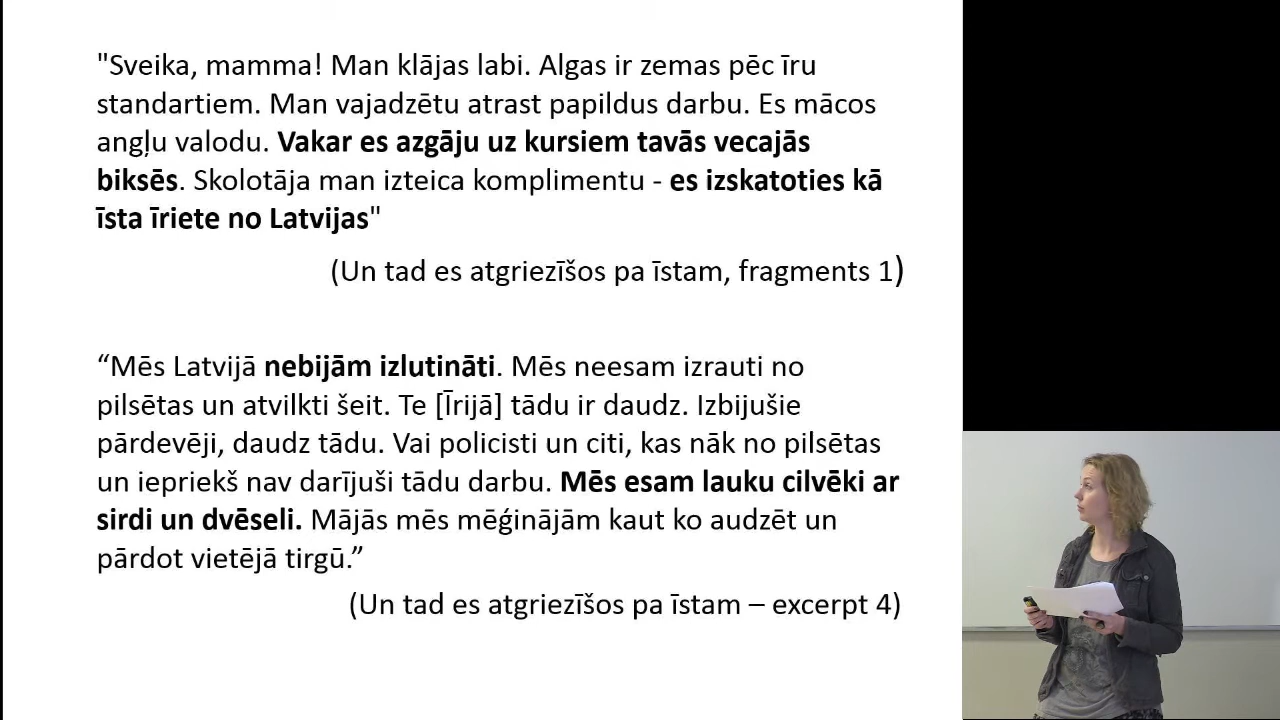 "Sveika, mamma! Man klājas labi. Algas ir zemas pēc īru
standartiem. Man vajadzētu atrast papildus darbu. Es mācos
angļu valodu. Vakar es azgāju uz kursiem tavās vecajās
biksēs. Skolotāja man izteica komplimentu - es izskatoties kā
īsta īriete no Latvijas"
(Un tad es atgriezīšos pa īstam, fragments 1)
“Mēs Latvijā nebijām izlutināti. Mēs neesam izrauti no
pilsētas un atvilkti šeit. Te [Īrijā] tādu ir daudz. Izbijušie
pārdevēji, daudz tādu. Vai policisti un citi, kas nāk no pilsētas
un iepriekš nav darījuši tādu darbu. Mēs esam lauku cilvēki ar
sirdi un dvēseli. Mājās mēs mēģinājām kaut ko audzēt un
pārdot vietējā tirgū.”
(Un tad es atgriezīšos pa īstam – excerpt 4)